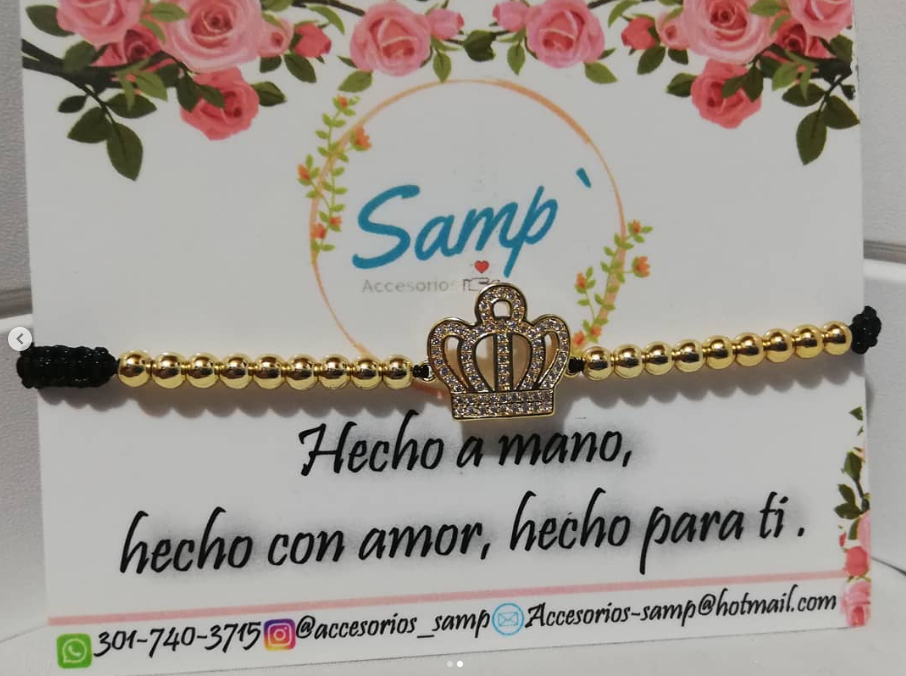 Samp`
Accesorios
Hecho a mano,
hecho con amor, hecho para ti.
301-740-3715 @accesorios_samp Accesorios-samp@hotmail.com